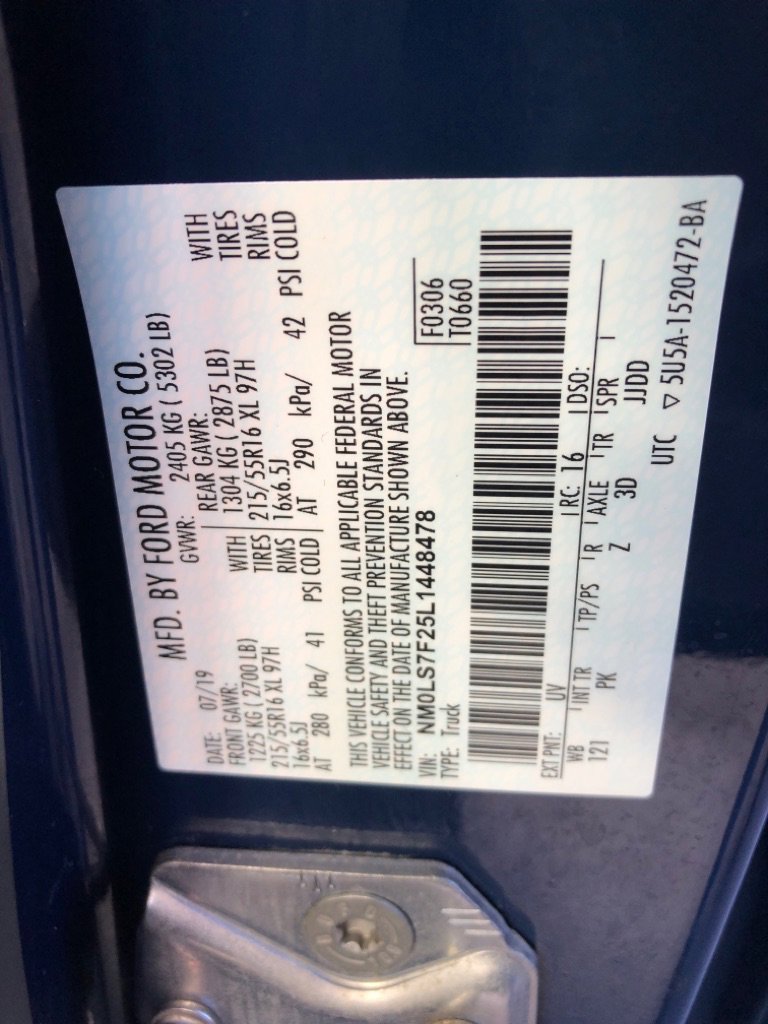 MFD. BY FORD MOTOR CO.
DATE: 07/19 GVWR: 2405 KG ( 5302 LB)
FRONT GAWR: REAR GAWR:
1225 KG ( 2700 LB) WITH 1304 KG ( 2875 LB) WITH
215/55R16 XL 97H TIRES 215/55R16 XL 97H TIRES
16x6.5J RIMS 16x6.5J RIMS
AT 280 kPa/ 41 PSI COLD AT 290 kPa/ 42 PSI COLD
THIS VEHICLE CONFORMS TO ALL APPLICABLE FEDERAL MOTOR
VEHICLE SAFETY AND THEFT PREVENTION STANDARDS IN
EFFECT ON THE DATE OF MANUFACTURE SHOWN ABOVE.
VIN: NM0LS7F25L1448478 F0306
TYPE: Truck T0660
EXT PNT: UV RC: 16 DSO:
WB INT TR TP/PS R AXLE TR SPR
121 PK Z 3D JJDD
UTC ▽ 5U5A-1520472-BA